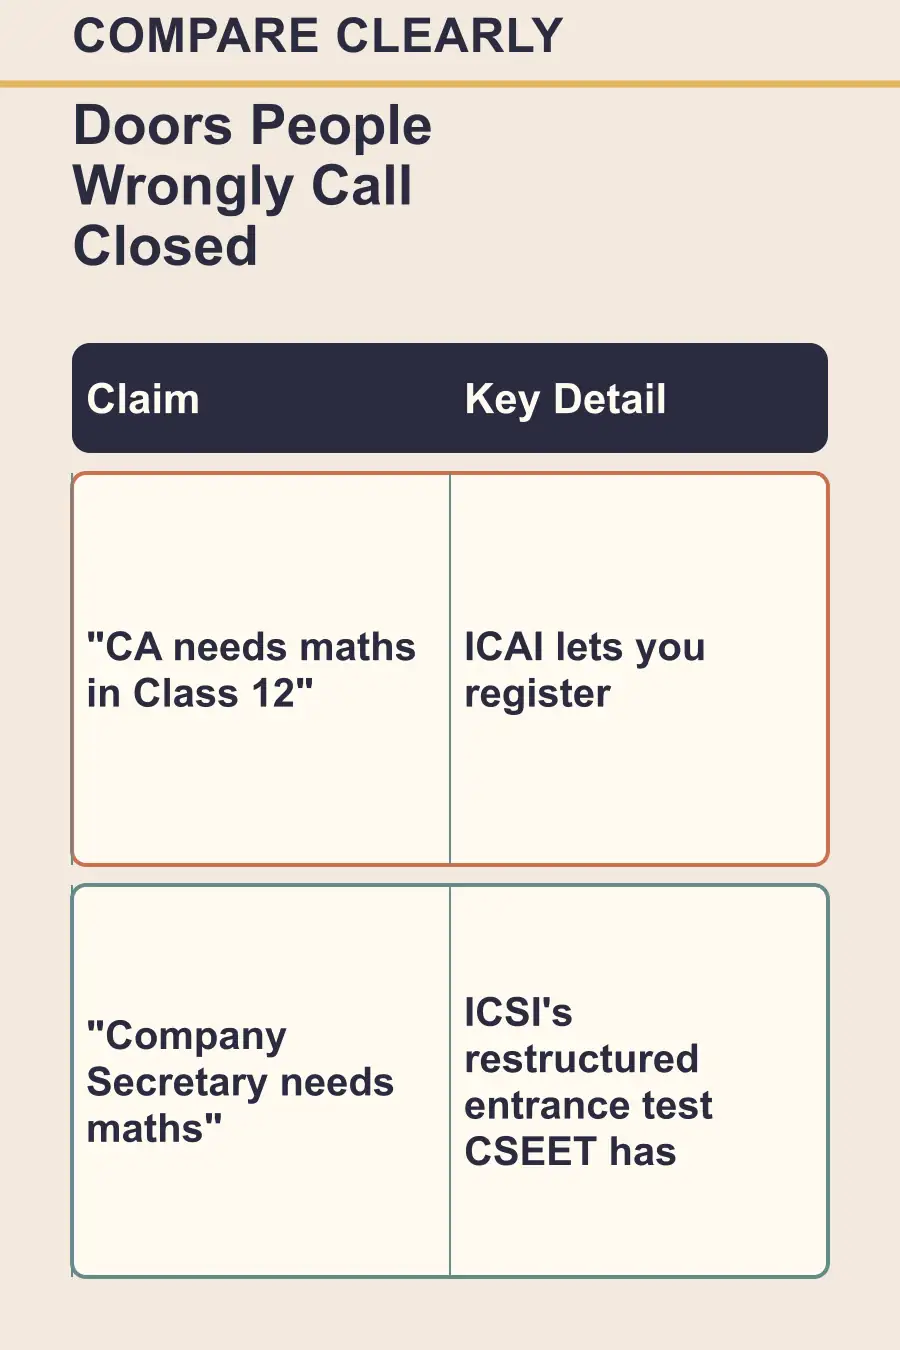 COMPARE CLEARLY
Doors People
Wrongly Call
Closed
Claim
Key Detail
"CA needs maths
in Class 12"
ICAI lets you
register
"Company
Secretary needs
maths"
ICSI's
restructured
entrance test
CSEET has